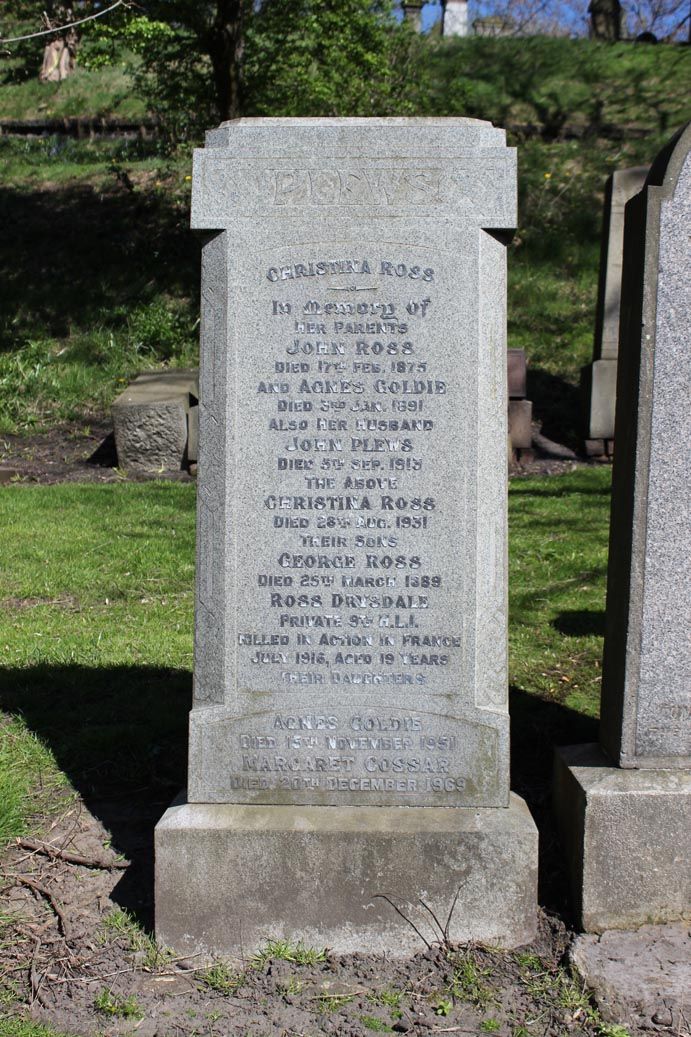 PLEWS
CHRISTINA ROSS
In Memory of
HER PARENTS
JOHN ROSS
DIED 17TH FEB. 1875
AND AGNES GOLDIE
DIED 3RD JAN. 1891
ALSO HER HUSBAND
JOHN PLEWS
DIED 5TH SEP. 1915
THE ABOVE
CHRISTINA ROSS
DIED 28TH AUG. 1931
THEIR SONS
GEORGE ROSS
DIED 25TH MARCH 1889
ROSS DRYSDALE
PRIVATE 9TH H.L.I.
KILLED IN ACTION IN FRANCE
JULY 1916, AGED 19 YEARS
THEIR DAUGHTERS
AGNES GOLDIE
DIED 15TH NOVEMBER 1951
MARGARET COSSAR
DIED 20TH DECEMBER 1969